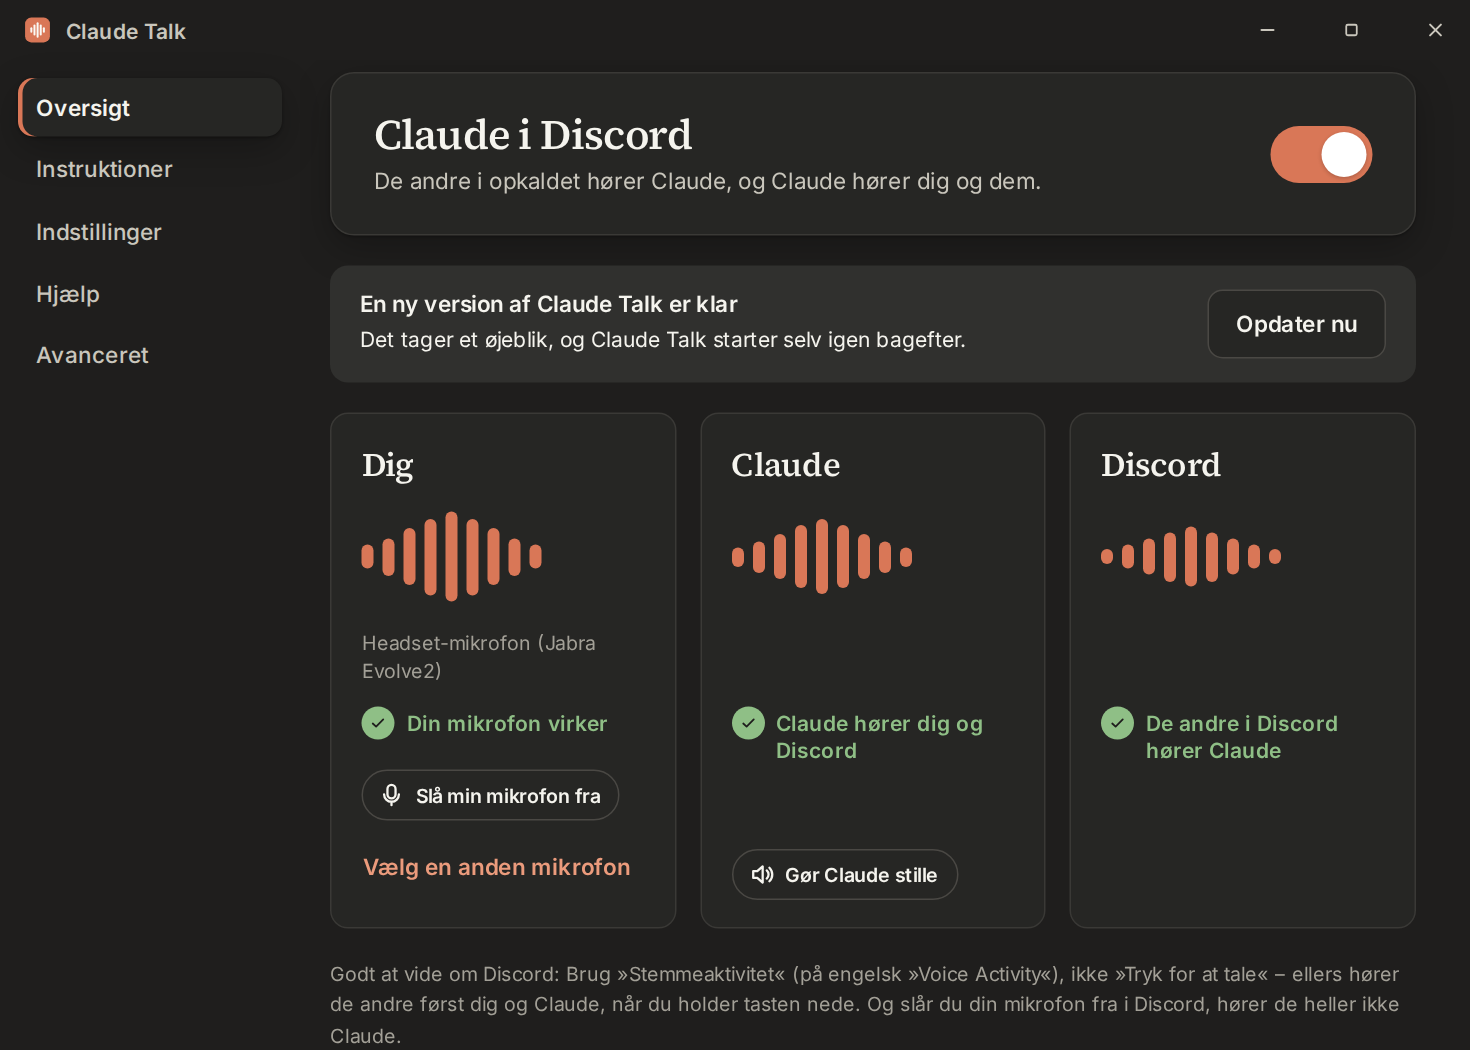 Claude Talk
Oversigt
Instruktioner
Indstillinger
Hjælp
Avanceret
Claude i Discord
De andre i opkaldet hører Claude, og Claude hører dig og dem.
En ny version af Claude Talk er klar
Det tager et øjeblik, og Claude Talk starter selv igen bagefter.
Opdater nu
Dig
Headset-mikrofon (Jabra
Evolve2)
Din mikrofon virker
Slå min mikrofon fra
Vælg en anden mikrofon
Claude
Claude hører dig og
Discord
Gør Claude stille
Discord
De andre i Discord
hører Claude
Godt at vide om Discord: Brug »Stemmeaktivitet« (på engelsk »Voice Activity«), ikke »Tryk for at tale« – ellers hører
de andre først dig og Claude, når du holder tasten nede. Og slår du din mikrofon fra i Discord, hører de heller ikke
Claude.